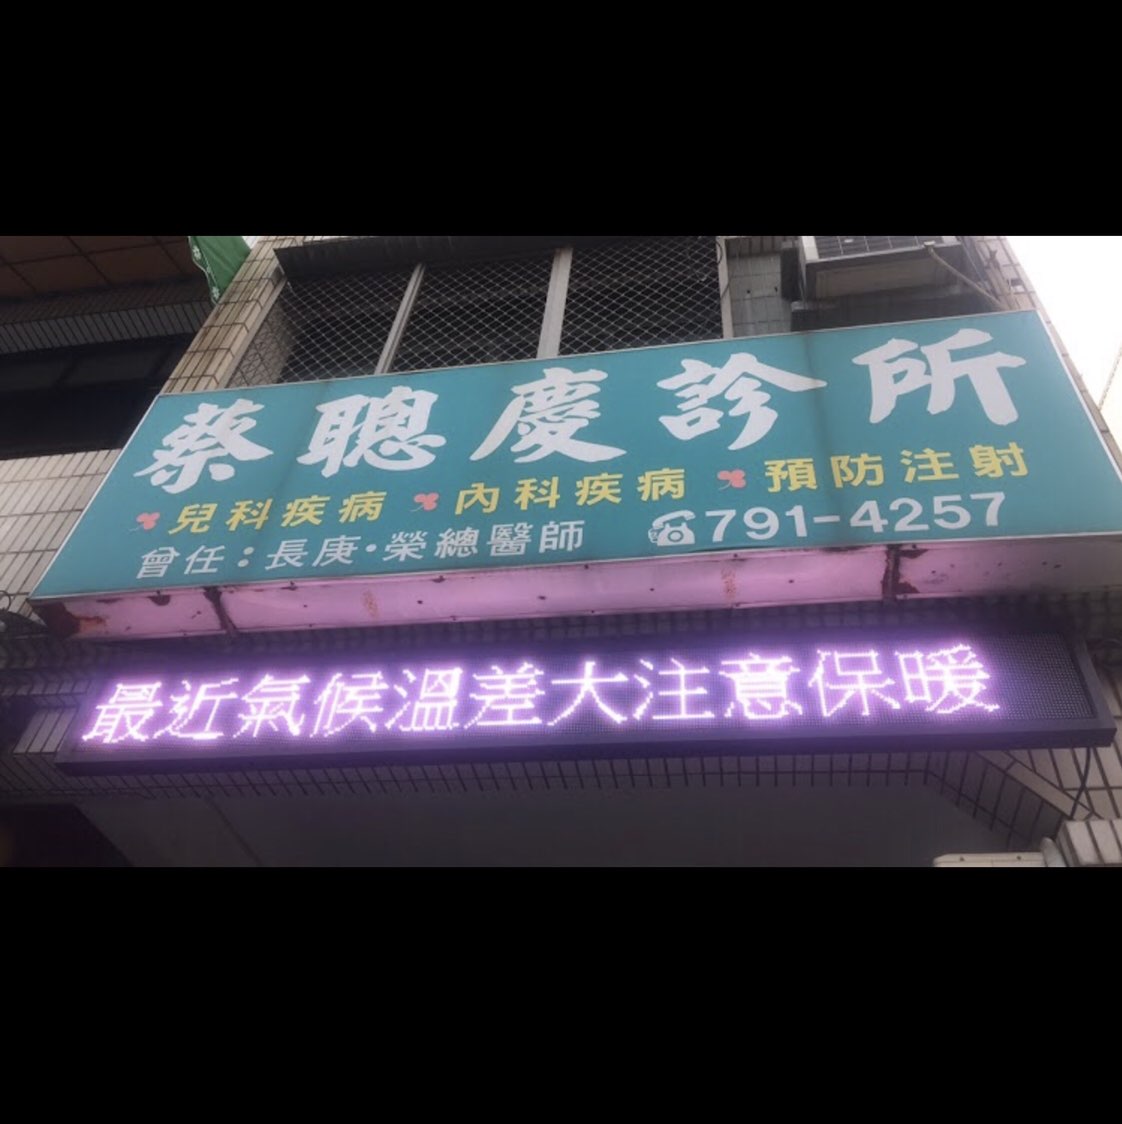 蔡聰慶診所
兒科疾病 內科疾病 預防注射
曾任：長庚·榮總醫師 ☎791-4257
最近氣候溫差大注意保暖